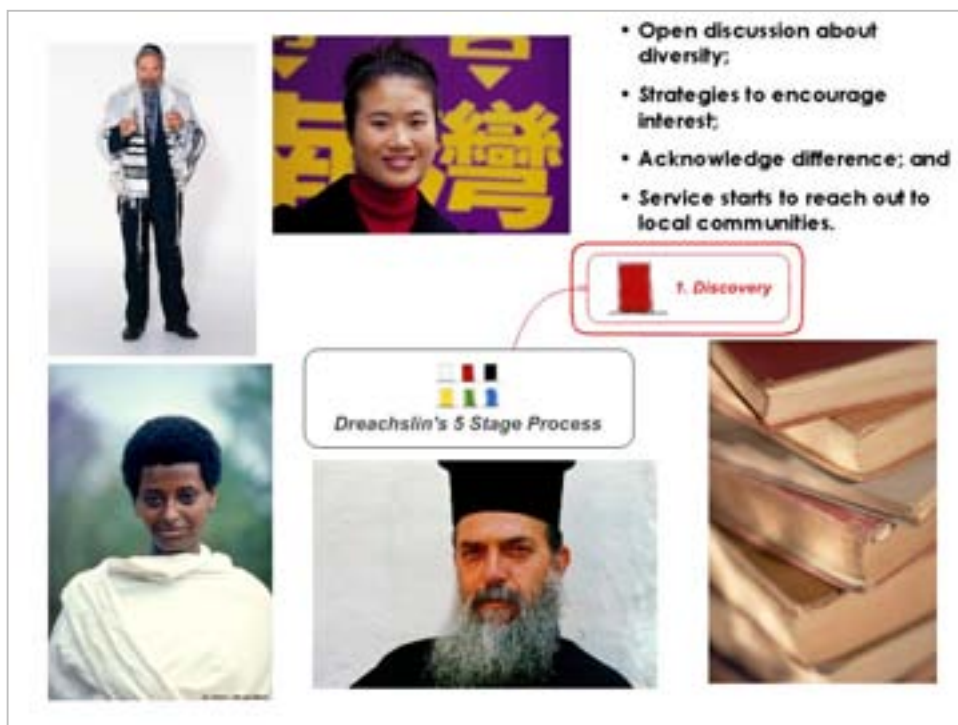 • Open discussion about
diversity;
• Strategies to encourage
interest;
• Acknowledge difference; and
• Service starts to reach out to
local communities.
1. Discovery
Dreachslin's 5 Stage Process
灣